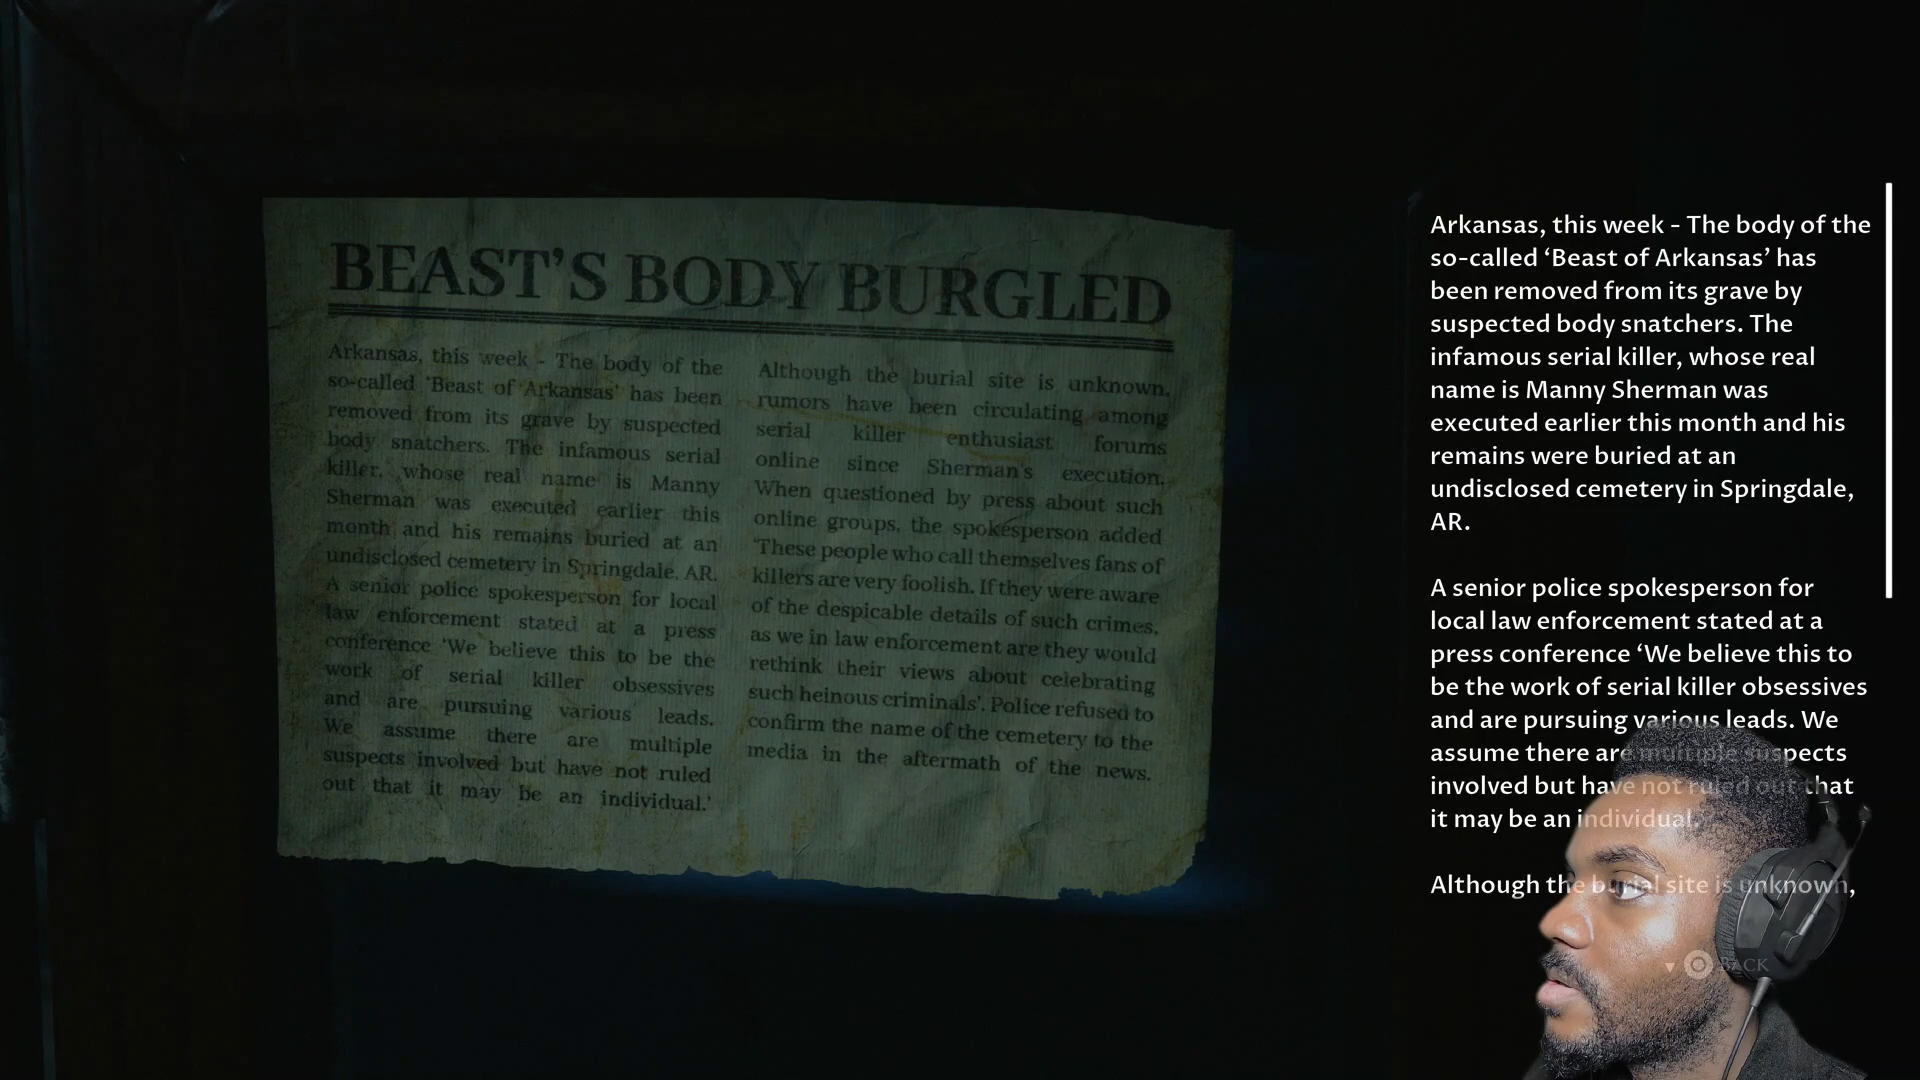 BEAST'S BODY BURGLED
Arkansas, this week - The body of the
so-called 'Beast of Arkansas' has been
removed from its grave by suspected
body snatchers. The infamous serial
killer, whose real name is Manny
Sherman was executed earlier this
month and his remains buried at an
undisclosed cemetery in Springdale, AR.
A senior police spokesperson for local
law enforcement stated at a press
conference 'We believe this to be the
work of serial killer obsessives
and are pursuing various leads.
We assume there are multiple
suspects involved but have not ruled
out that it may be an individual.'
Although the burial site is unknown,
rumors have been circulating among
serial killer enthusiast forums
online since Sherman's execution.
When questioned by press about such
online groups, the spokesperson added
'These people who call themselves fans of
killers are very foolish. If they were aware
of the despicable details of such crimes,
as we in law enforcement are they would
rethink their views about celebrating
such heinous criminals'. Police refused to
confirm the name of the cemetery to the
media in the aftermath of the news.
Arkansas, this week - The body of the
so-called ‘Beast of Arkansas’ has
been removed from its grave by
suspected body snatchers. The
infamous serial killer, whose real
name is Manny Sherman was
executed earlier this month and his
remains were buried at an
undisclosed cemetery in Springdale,
AR.
A senior police spokesperson for
local law enforcement stated at a
press conference ‘We believe this to
be the work of serial killer obsessives
and are pursuing various leads. We
assume there are multiple suspects
involved but have not ruled out that
it may be an individual.
Although the burial site is unknown,
BACK